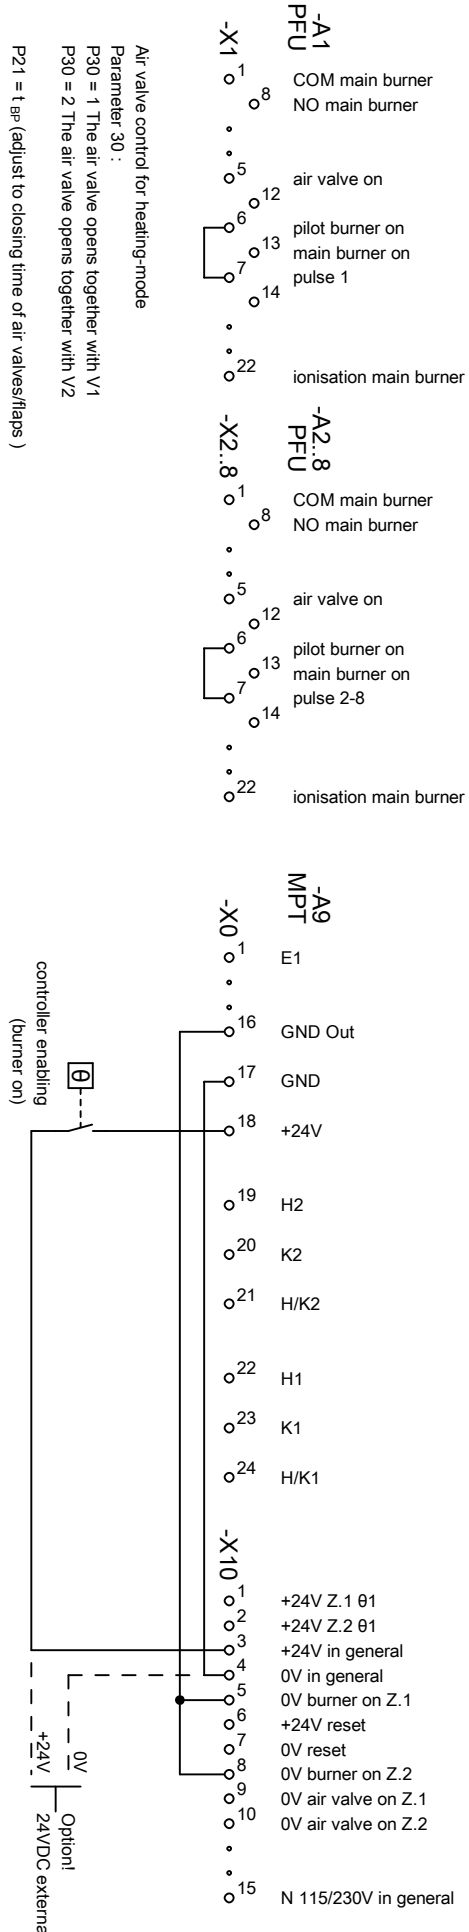 -A1
PFU
-X1
1 COM main burner
8 NO main burner
5 air valve on
12
6 pilot burner on
13 main burner on
7 pulse 1
14
22 ionisation main burner
Air valve control for heating-mode
Parameter 30 :
P30 = 1 The air valve opens together with V1
P30 = 2 The air valve opens together with V2
P21 = t BP (adjust to closing time of air valves/flaps )
-A2..8
PFU
-X2..8
1 COM main burner
8 NO main burner
5 air valve on
12
6 pilot burner on
13 main burner on
7 pulse 2-8
14
22 ionisation main burner
-A9
MPT
-X0
1 E1
16 GND Out
17 GND
18 +24V
19 H2
20 K2
21 H/K2
22 H1
23 K1
24 H/K1
θ
controller enabling
(burner on)
-X10
1 +24V Z.1 θ1
2 +24V Z.2 θ1
3 +24V in general
4 0V in general
5 0V burner on Z.1
6 +24V reset
7 0V reset
8 0V burner on Z.2
9 0V air valve on Z.1
10 0V air valve on Z.2
15 N 115/230V in general
0V
+24V
Option!
24VDC externa